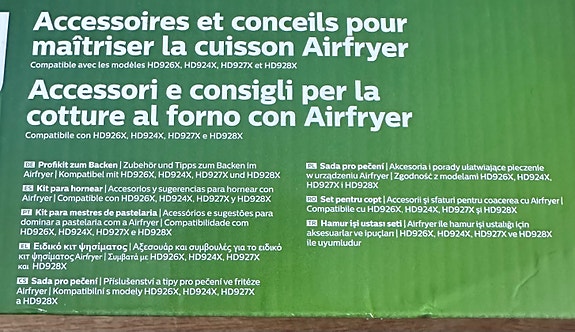 Accessoires et conceils pour
maîtriser la cuisson Airfryer
Compatible avec les modèles HD926X, HD924X, HD927X et HD928X
Accessori e consigli per la
cotture al forno con Airfryer
Compatibile con HD926X, HD924X, HD927X e HD928X
DE Profikit zum Backen | Zubehör und Tipps zum Backen im
Airfryer | Kompatibel mit HD926X, HD924X, HD927X und HD928X
ES Kit para hornear | Accesorios y sugerencias para hornear con
Airfryer | Compatible con HD926X, HD924X, HD927X y HD928X
PT Kit para mestres de pastelaria | Acessórios e sugestões para
dominar a pastelaria com a Airfryer | Compatibilidade com
HD926X, HD924X, HD927X e HD928X
EL Ειδικό κιτ ψησίματος | Αξεσουάρ και συμβουλές για το ειδικό
κιτ ψησίματος Airfryer | Συμβατά με HD926X, HD924X, HD927X
και HD928X
CS Sada pro pečení | Příslušenství a tipy pro pečení ve fritéze
Airfryer | Kompatibilní s modely HD926X, HD924X, HD927X
a HD928X
PL Sada pro pečení | Akcesoria i porady ułatwiające pieczenie
w urządzeniu Airfryer | Zgodność z modelami HD926X, HD924X,
HD927X i HD928X
RO Set pentru copt | Accesorii și sfaturi pentru coacerea cu Airfryer |
Compatibile cu HD926X, HD924X, HD927X și HD928X
TR Hamur işi ustası seti | Airfryer ile hamur işi ustalığı için
aksesuarlar ve ipuçları | HD926X, HD924X, HD927X ve HD928X
ile uyumludur